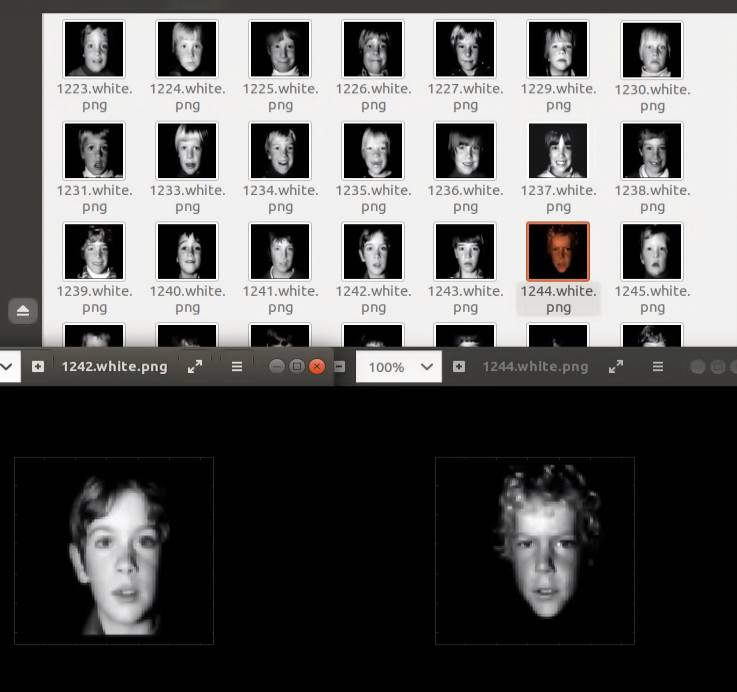 1223.white. 1224.white. 1225.white. 1226.white. 1227.white. 1229.white. 1230.white.
png png png png png png png
1231.white. 1233.white. 1234.white. 1235.white. 1236.white. 1237.white. 1238.white.
png png png png png png png
1239.white. 1240.white. 1241.white. 1242.white. 1243.white. 1244.white. 1245.white.
png png png png png png png
1242.white.png 100% 1244.white.png